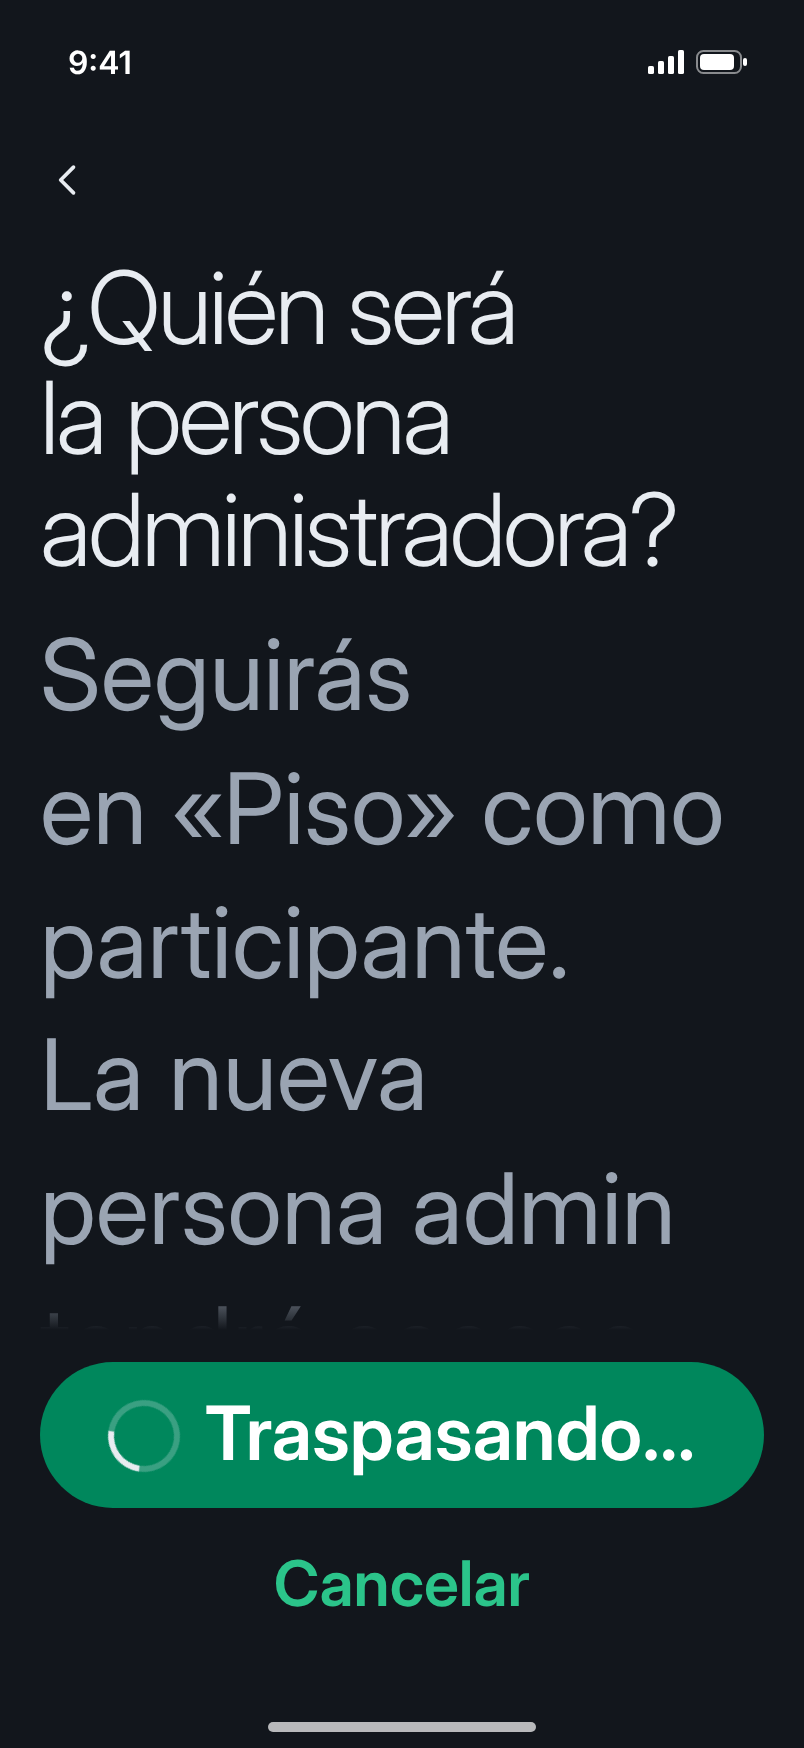 9:41
¿Quién será
la persona
administradora?
Seguirás
en «Piso» como
participante.
La nueva
persona admin
Traspasando...
Cancelar